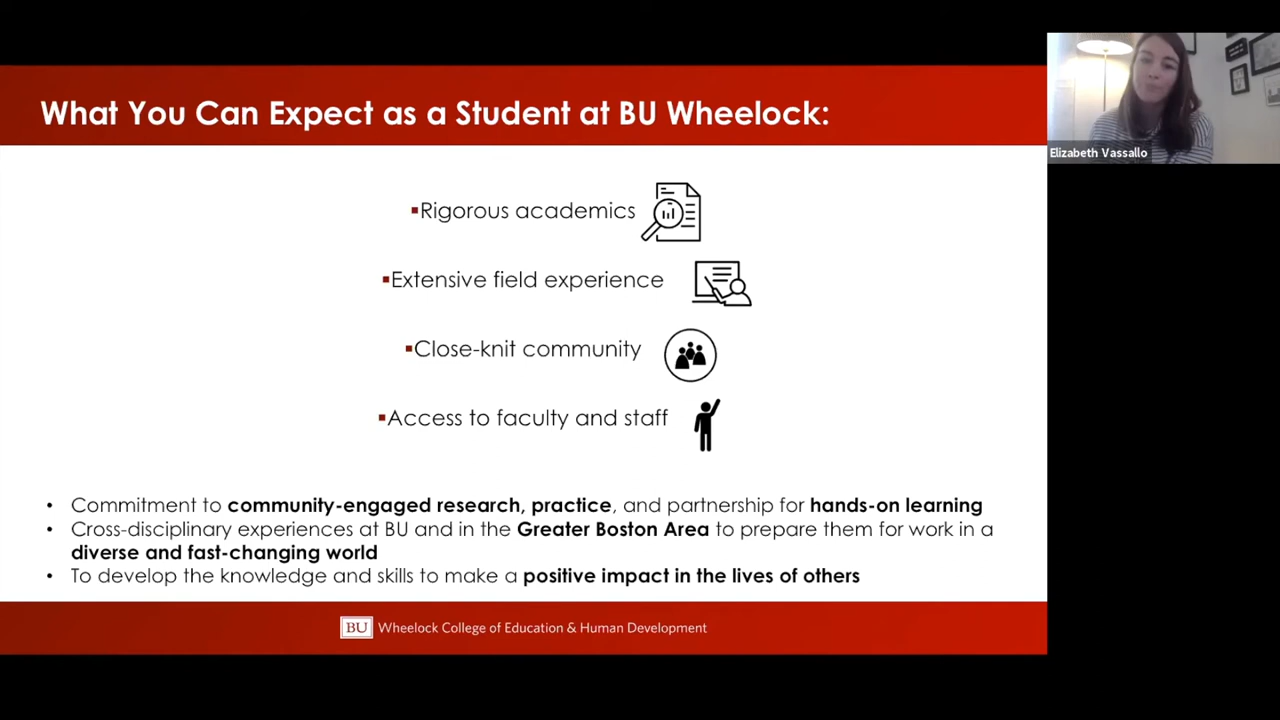 What You Can Expect as a Student at BU Wheelock:
Elizabeth Vassallo
▪Rigorous academics
▪Extensive field experience
▪Close-knit community
▪Access to faculty and staff
• Commitment to community-engaged research, practice, and partnership for hands-on learning
• Cross-disciplinary experiences at BU and in the Greater Boston Area to prepare them for work in a
diverse and fast-changing world
• To develop the knowledge and skills to make a positive impact in the lives of others
BU Wheelock College of Education & Human Development